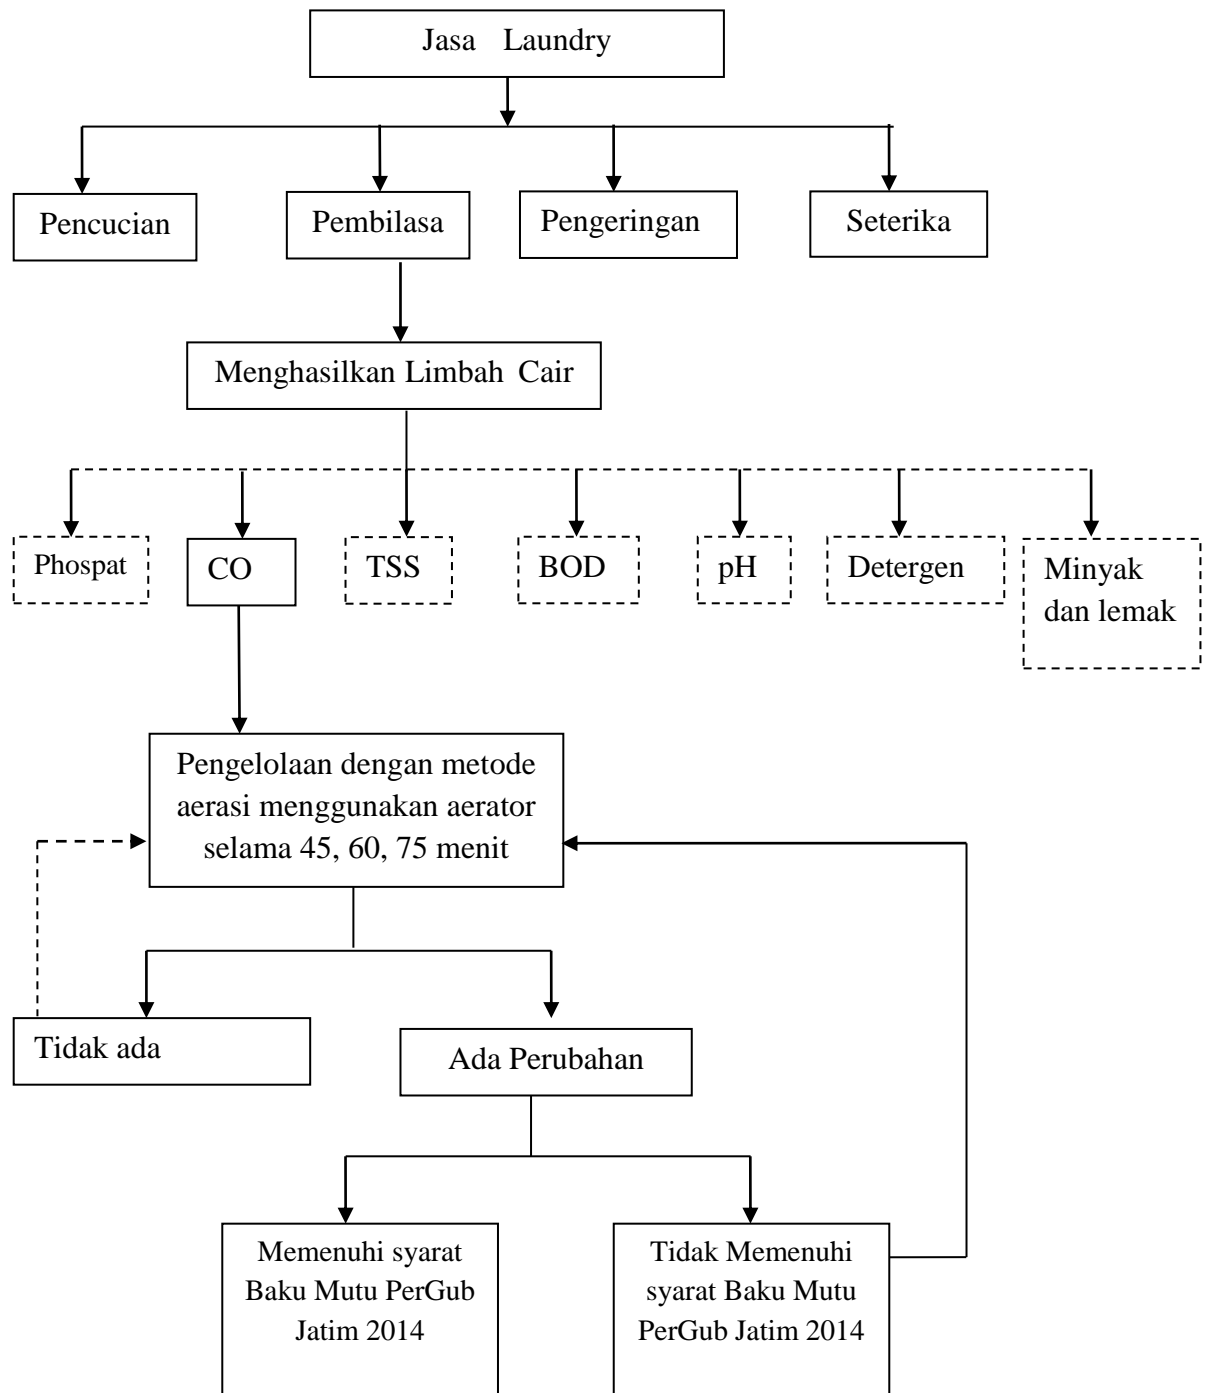 Jasa Laundry
Pencucian
Pembilasa
Pengeringan
Seterika
Menghasilkan Limbah Cair
Phospat
CO
TSS
BOD
pH
Detergen
Minyak
dan lemak
Pengelolaan dengan metode
aerasi menggunakan aerator
selama 45, 60, 75 menit
Tidak ada
Ada Perubahan
Memenuhi syarat
Baku Mutu PerGub
Jatim 2014
Tidak Memenuhi
syarat Baku Mutu
PerGub Jatim 2014